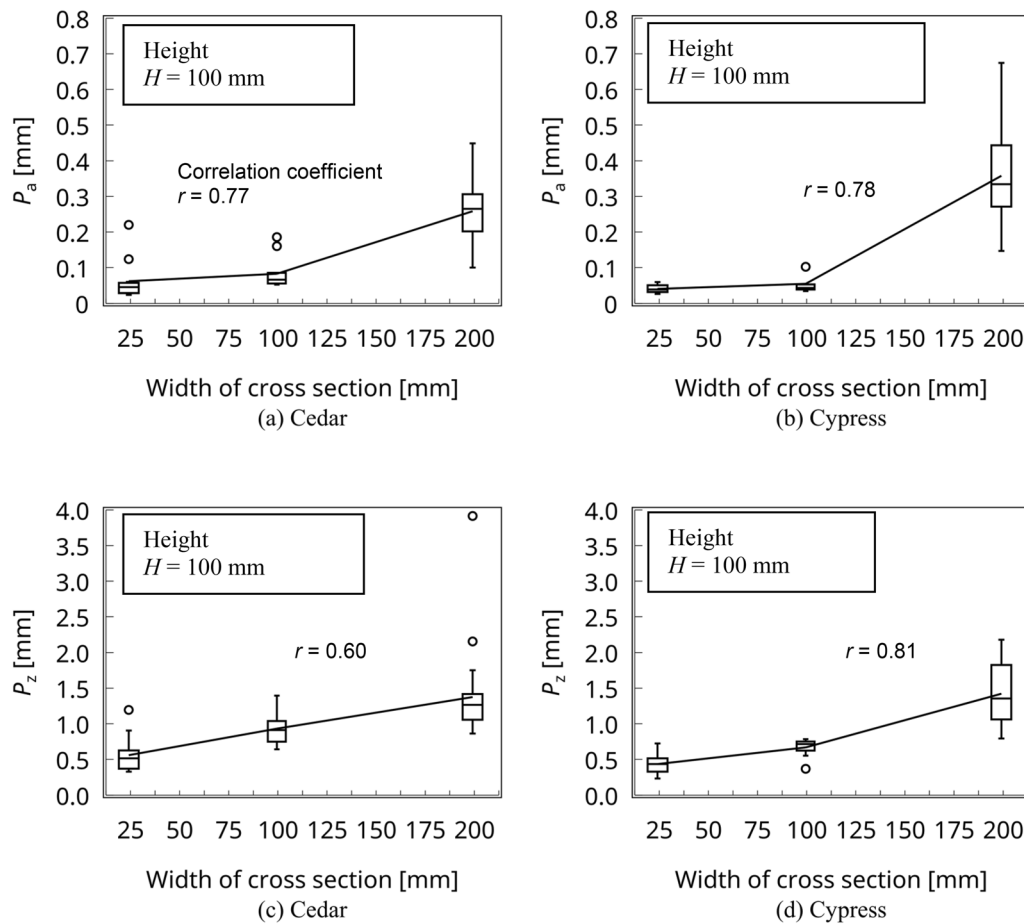 0.8
0.7
0.6
0.5
0.4
0.3
0.2
0.1
0
Pa [mm]
Height
H = 100 mm
Correlation coefficient
r = 0.77
25 50 75 100 125 150 175 200
Width of cross section [mm]
(a) Cedar
0.8
0.7
0.6
0.5
0.4
0.3
0.2
0.1
0
Pa [mm]
Height
H = 100 mm
r = 0.78
25 50 75 100 125 150 175 200
Width of cross section [mm]
(b) Cypress
4.0
3.5
3.0
2.5
2.0
1.5
1.0
0.5
0.0
Pz [mm]
Height
H = 100 mm
r = 0.60
25 50 75 100 125 150 175 200
Width of cross section [mm]
(c) Cedar
4.0
3.5
3.0
2.5
2.0
1.5
1.0
0.5
0.0
Pz [mm]
Height
H = 100 mm
r = 0.81
25 50 75 100 125 150 175 200
Width of cross section [mm]
(d) Cypress